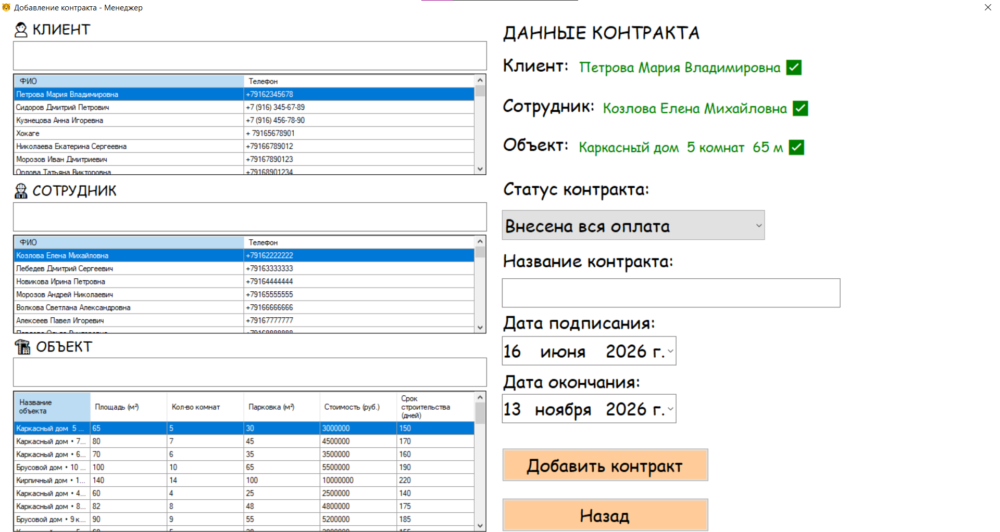 Добавление контракта - Менеджер
КЛИЕНТ
ФИО Телефон
Петрова Мария Владимировна +79162345678
Сидоров Дмитрий Петрович +7 (916) 345-67-89
Кузнецова Анна Игоревна +7 (916) 456-78-90
Хокаге + 79165678901
Николаева Екатерина Сергеевна +79166789012
Морозов Иван Дмитриевич +79167890123
Орлова Татьяна Викторовна +79168901234
СОТРУДНИК
ФИО Телефон
Козлова Елена Михайловна +79162222222
Лебедев Дмитрий Сергеевич +79163333333
Новикова Ирина Петровна +79164444444
Морозов Андрей Николаевич +79165555555
Волкова Светлана Александровна +79166666666
Алексеев Павел Игоревич +79167777777
ОБЪЕКТ
Название объекта Площадь (м²) Кол-во комнат Парковка (м²) Стоимость (руб.) Срок строительства (дней)
Каркасный дом 5 ... 65 5 30 3000000 150
Каркасный дом • 7... 80 7 45 4500000 170
Каркасный дом • 6... 70 6 35 3500000 160
Брусовой дом • 10 ... 100 10 65 5500000 190
Кирпичный дом • 1... 140 14 100 10000000 220
Каркасный дом • 4... 60 4 25 2500000 140
Каркасный дом • 8... 82 8 48 4800000 175
Брусовой дом • 9 к... 90 9 55 5200000 185
ДАННЫЕ КОНТРАКТА
Клиент: Петрова Мария Владимировна
Сотрудник: Козлова Елена Михайловна
Объект: Каркасный дом 5 комнат 65 м
Статус контракта:
Внесена вся оплата
Название контракта:
Дата подписания:
16 июня 2026 г.
Дата окончания:
13 ноября 2026 г.
Добавить контракт
Назад